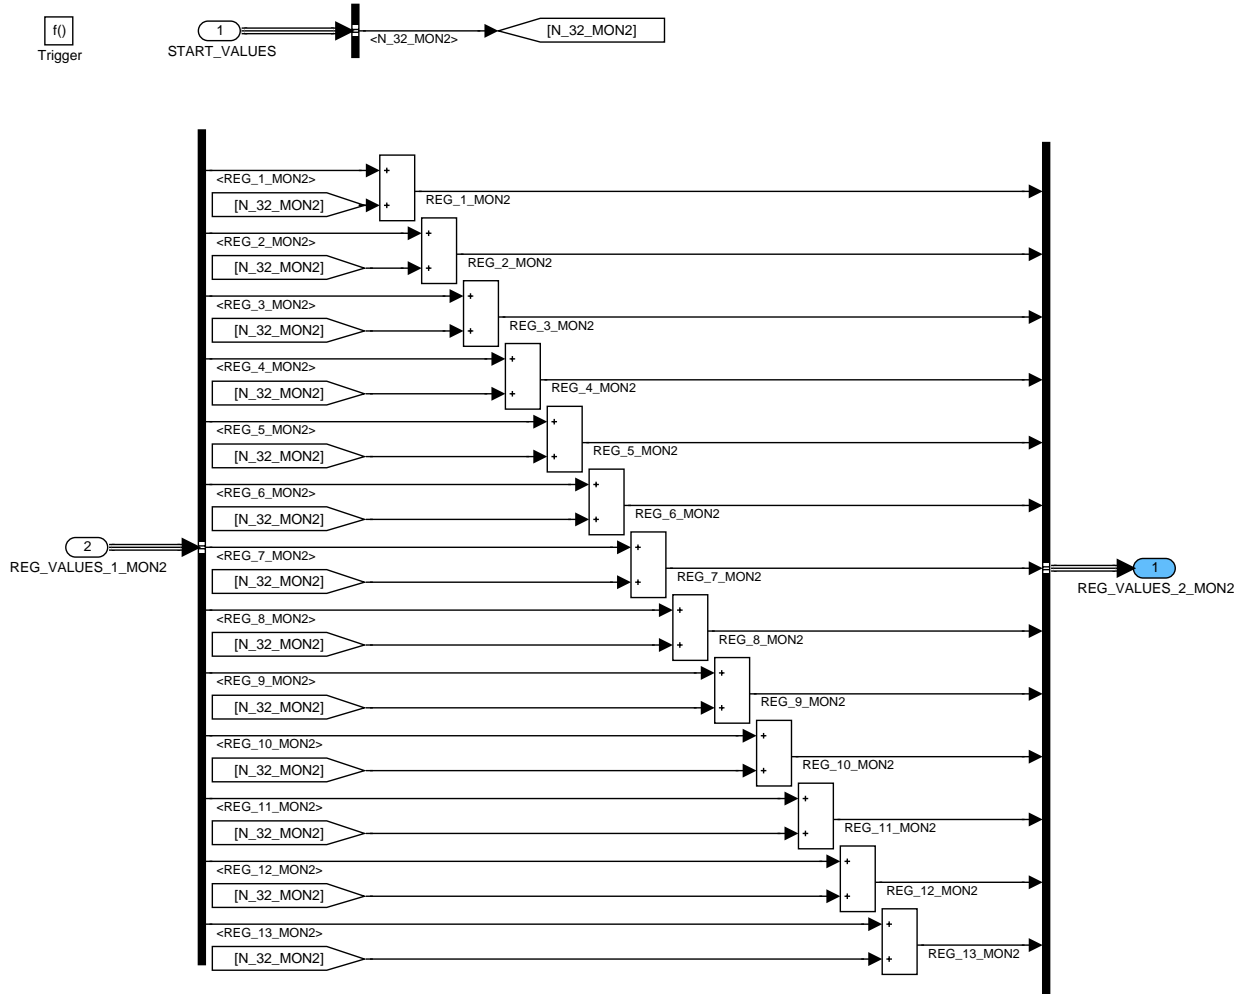 f()
Trigger
1
START_VALUES
<N_32_MON2>
[N_32_MON2]
<REG_1_MON2>
[N_32_MON2]
+
+
REG_1_MON2
<REG_2_MON2>
[N_32_MON2]
+
+
REG_2_MON2
<REG_3_MON2>
[N_32_MON2]
+
+
REG_3_MON2
<REG_4_MON2>
[N_32_MON2]
+
+
REG_4_MON2
<REG_5_MON2>
[N_32_MON2]
+
+
REG_5_MON2
<REG_6_MON2>
[N_32_MON2]
+
+
REG_6_MON2
2
REG_VALUES_1_MON2
<REG_7_MON2>
[N_32_MON2]
+
+
REG_7_MON2
1
REG_VALUES_2_MON2
<REG_8_MON2>
[N_32_MON2]
+
+
REG_8_MON2
<REG_9_MON2>
[N_32_MON2]
+
+
REG_9_MON2
<REG_10_MON2>
[N_32_MON2]
+
+
REG_10_MON2
<REG_11_MON2>
[N_32_MON2]
+
+
REG_11_MON2
<REG_12_MON2>
[N_32_MON2]
+
+
REG_12_MON2
<REG_13_MON2>
[N_32_MON2]
+
+
REG_13_MON2